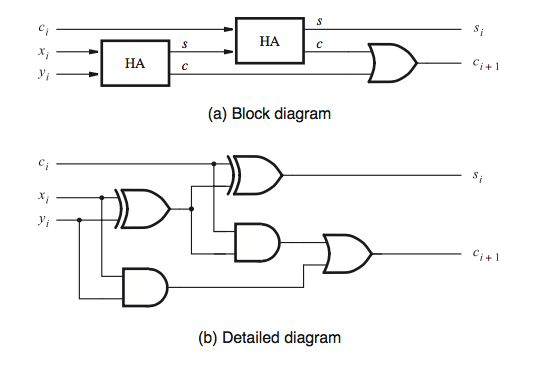 c_i
s
s_i
HA
x_i
s
c
HA
c_{i+1}
y_i
c
(a) Block diagram
c_i
s_i
x_i
y_i
c_{i+1}
(b) Detailed diagram